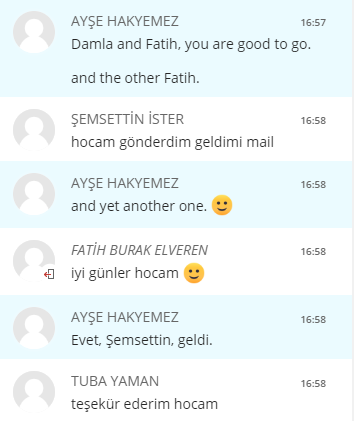 AYŞE HAKYEMEZ 16:57
Damla and Fatih, you are good to go.
and the other Fatih.
ŞEMSETTİN İSTER 16:58
hocam gönderdim geldimi mail
AYŞE HAKYEMEZ 16:58
and yet another one. 🙂
FATİH BURAK ELVEREN 16:58
iyi günler hocam 🙂
AYŞE HAKYEMEZ 16:58
Evet, Şemsettin, geldi.
TUBA YAMAN 16:58
teşekür ederim hocam